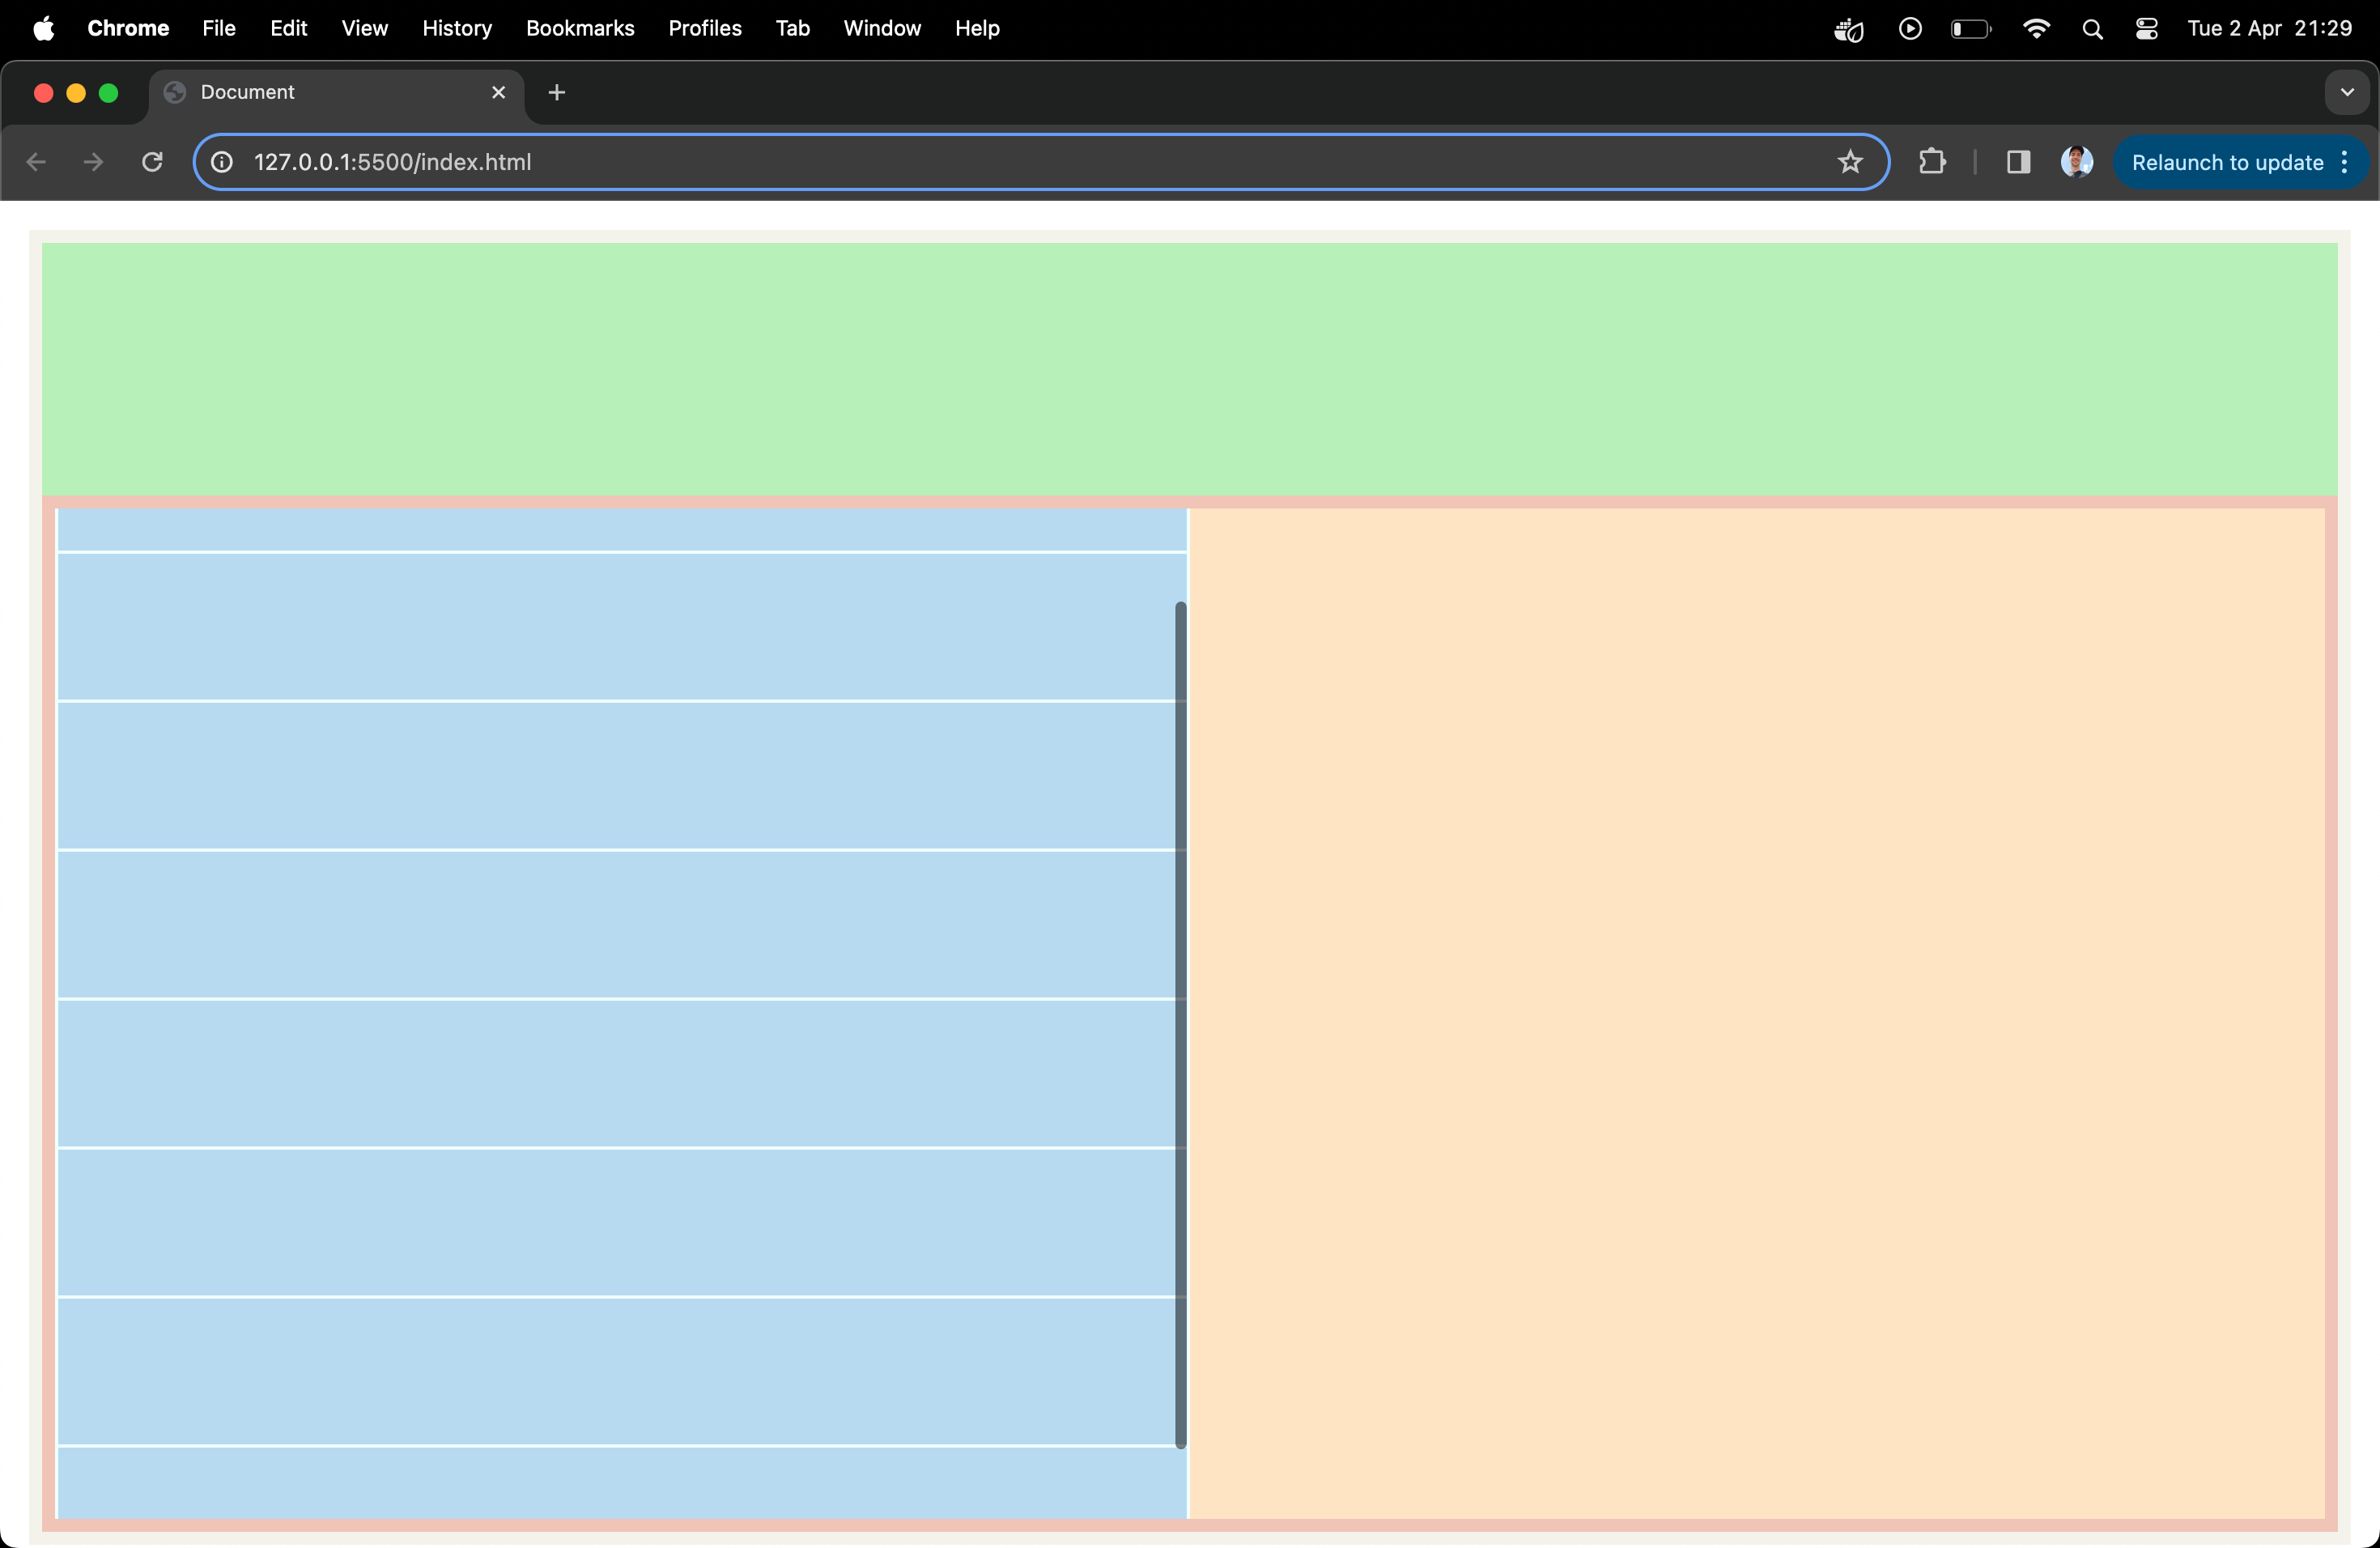 Chrome File Edit View History Bookmarks Profiles Tab Window Help Tue 2 Apr 21:29
Document
127.0.0.1:5500/index.html Relaunch to update